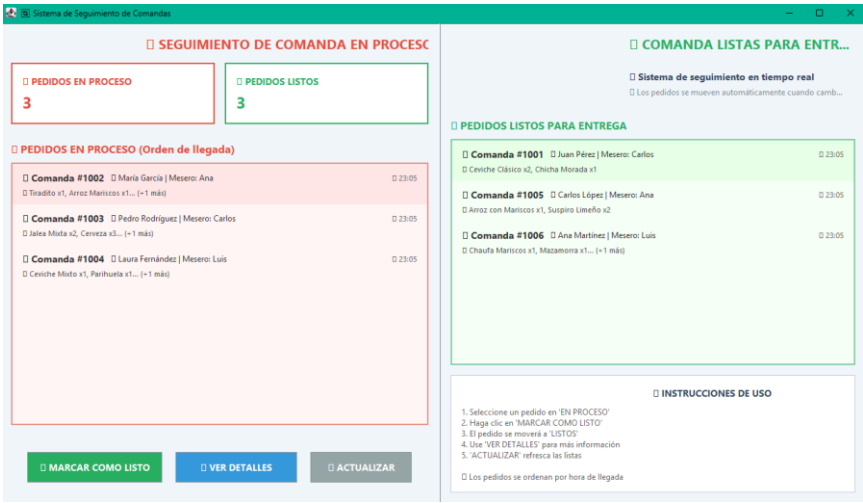 Sistema de Seguimiento de Comandas
SEGUIMIENTO DE COMANDA EN PROCESC
PEDIDOS EN PROCESO
3
PEDIDOS LISTOS
3
PEDIDOS EN PROCESO (Orden de llegada)
Comanda #1002 María García | Mesero: Ana 23:05
Tiradito x1, Arroz Mariscos x1... (+1 más)
Comanda #1003 Pedro Rodríguez | Mesero: Carlos 23:05
Jalea Mixta x2, Cerveza x3... (+1 más)
Comanda #1004 Laura Fernández | Mesero: Luis 23:05
Ceviche Mixto x1, Parihuela x1... (+1 más)
MARCAR COMO LISTO
VER DETALLES
ACTUALIZAR
COMANDA LISTAS PARA ENTR...
Sistema de seguimiento en tiempo real
Los pedidos se mueven automáticamente cuando camb...
PEDIDOS LISTOS PARA ENTREGA
Comanda #1001 Juan Pérez | Mesero: Carlos 23:05
Ceviche Clásico x2, Chicha Morada x1
Comanda #1005 Carlos López | Mesero: Ana 23:05
Arroz con Mariscos x1, Suspiro Limeño x2
Comanda #1006 Ana Martínez | Mesero: Luis 23:05
Chaufa Mariscos x1, Mazamorra x1... (+1 más)
INSTRUCCIONES DE USO
1. Seleccione un pedido en 'EN PROCESO'
2. Haga clic en 'MARCAR COMO LISTO'
3. El pedido se moverá a 'LISTOS'
4. Use 'VER DETALLES' para más información
5. 'ACTUALIZAR' refresca las listas
Los pedidos se ordenan por hora de llegada